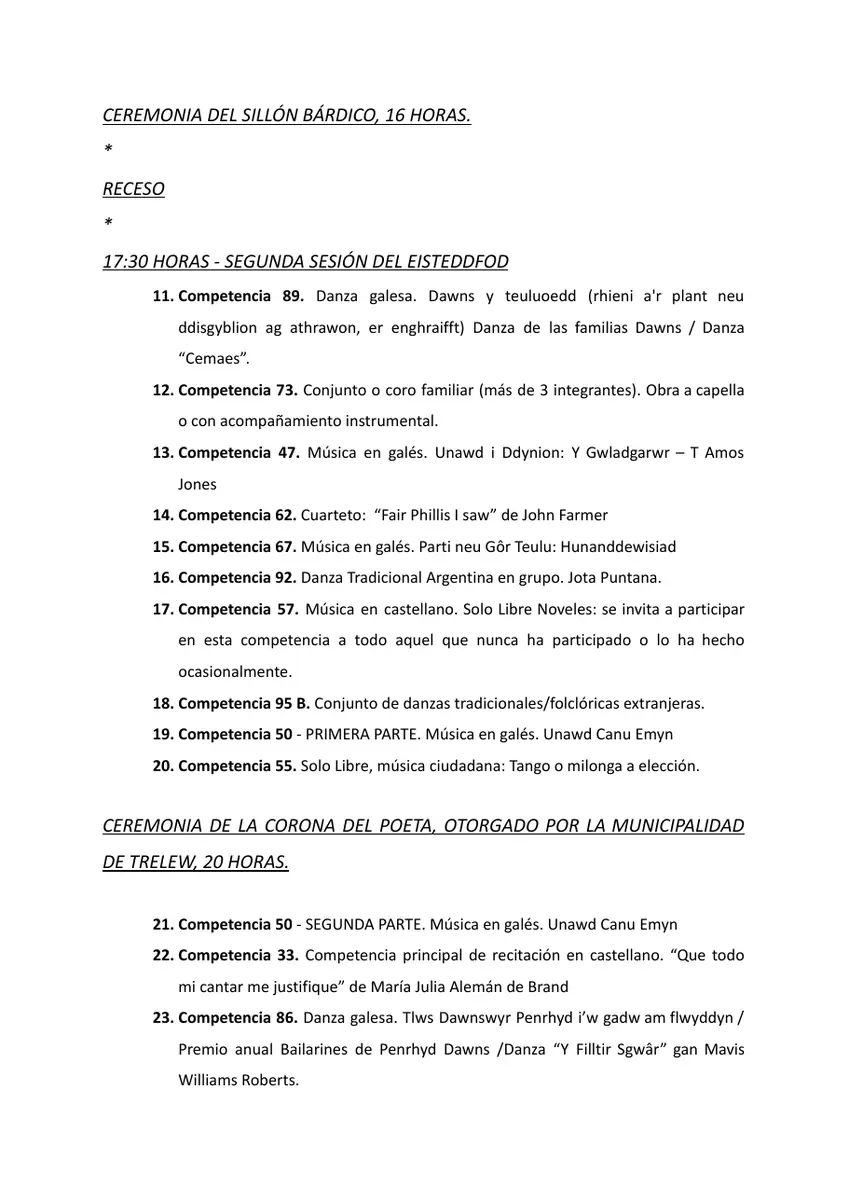 CEREMONIA DEL SILLÓN BÁRDICO, 16 HORAS.
*
RECESO
*
17:30 HORAS - SEGUNDA SESIÓN DEL EISTEDDFOD
11. Competencia 89. Danza galesa. Dawns y teuluoedd (rhieni a'r plant neu
ddisgyblion ag athrawon, er enghraifft) Danza de las familias Dawns / Danza
“Cemaes”.
12. Competencia 73. Conjunto o coro familiar (más de 3 integrantes). Obra a capella
o con acompañamiento instrumental.
13. Competencia 47. Música en galés. Unawd i Ddynion: Y Gwladgarwr – T Amos
Jones
14. Competencia 62. Cuarteto: “Fair Phillis I saw” de John Farmer
15. Competencia 67. Música en galés. Parti neu Gôr Teulu: Hunanddewisiad
16. Competencia 92. Danza Tradicional Argentina en grupo. Jota Puntana.
17. Competencia 57. Música en castellano. Solo Libre Noveles: se invita a participar
en esta competencia a todo aquel que nunca ha participado o lo ha hecho
ocasionalmente.
18. Competencia 95 B. Conjunto de danzas tradicionales/folclóricas extranjeras.
19. Competencia 50 - PRIMERA PARTE. Música en galés. Unawd Canu Emyn
20. Competencia 55. Solo Libre, música ciudadana: Tango o milonga a elección.
CEREMONIA DE LA CORONA DEL POETA, OTORGADO POR LA MUNICIPALIDAD
DE TRELEW, 20 HORAS.
21. Competencia 50 - SEGUNDA PARTE. Música en galés. Unawd Canu Emyn
22. Competencia 33. Competencia principal de recitación en castellano. “Que todo
mi cantar me justifique” de María Julia Alemán de Brand
23. Competencia 86. Danza galesa. Tlws Dawnswyr Penrhyd i’w gadw am flwyddyn /
Premio anual Bailarines de Penrhyd Dawns /Danza “Y Filltir Sgwâr” gan Mavis
Williams Roberts.